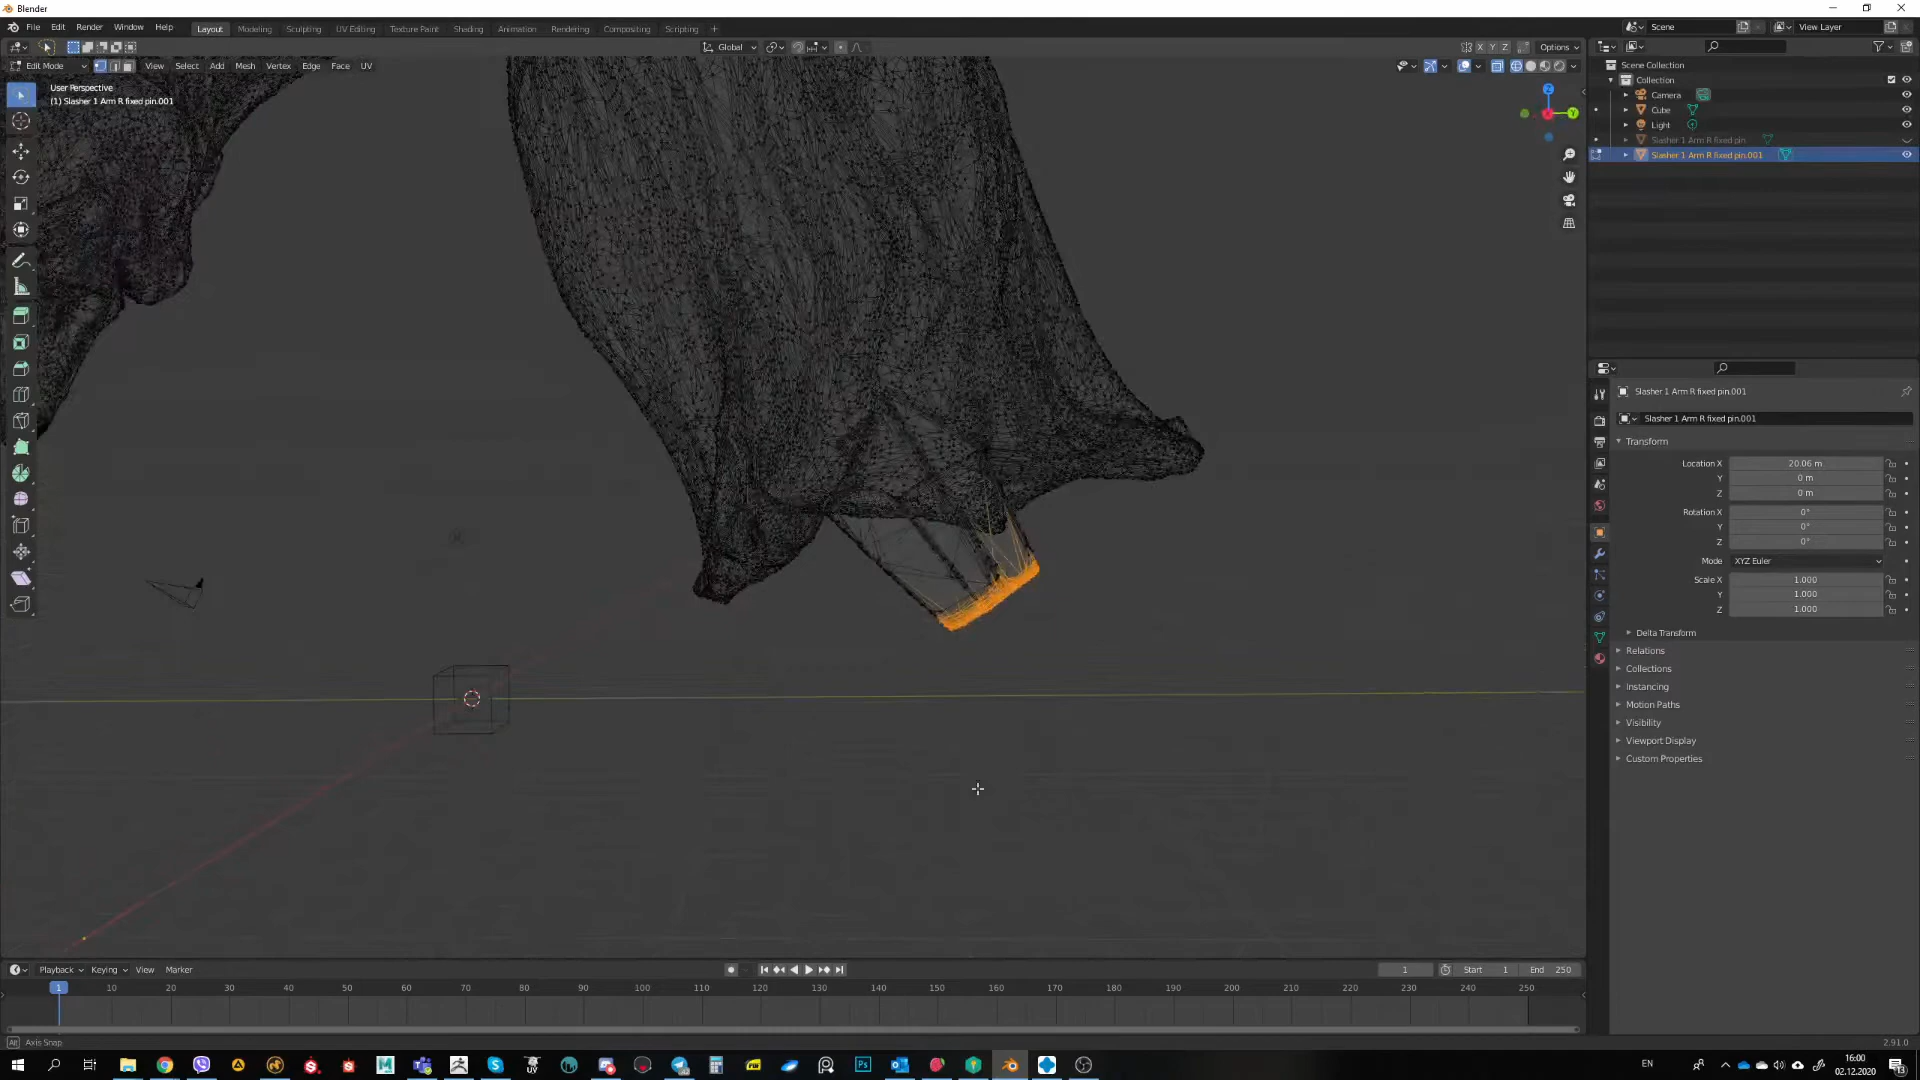 Blender
File Edit Render Window Help
Layout Modeling Sculpting UV Editing Texture Paint Shading Animation Rendering Compositing Scripting +
Scene
View Layer
Global
X Y Z
Options
Edit Mode View Select Add Mesh Vertex Edge Face UV
User Perspective
(1) Slasher 1 Arm R fixed pin.001
Z
Y
Scene Collection
Collection
Camera
Cube
Light
Slasher 1 Arm R fixed pin
Slasher 1 Arm R fixed pin.001
Slasher 1 Arm R fixed pin.001
Slasher 1 Arm R fixed pin.001
Transform
Location X 20.06 m
Y 0 m
Z 0 m
Rotation X 0°
Y 0°
Z 0°
Mode XYZ Euler
Scale X 1.000
Y 1.000
Z 1.000
Delta Transform
Relations
Collections
Instancing
Motion Paths
Visibility
Viewport Display
Custom Properties
Playback Keying View Marker
1 Start 1 End 250
1 10 20 30 40 50 60 70 80 90 100 110 120 130 140 150 160 170 180 190 200 210 220 230 240 250
Alt Axis Snap
2.91.0
UV
Ps
EN
16:00
02.12.2020